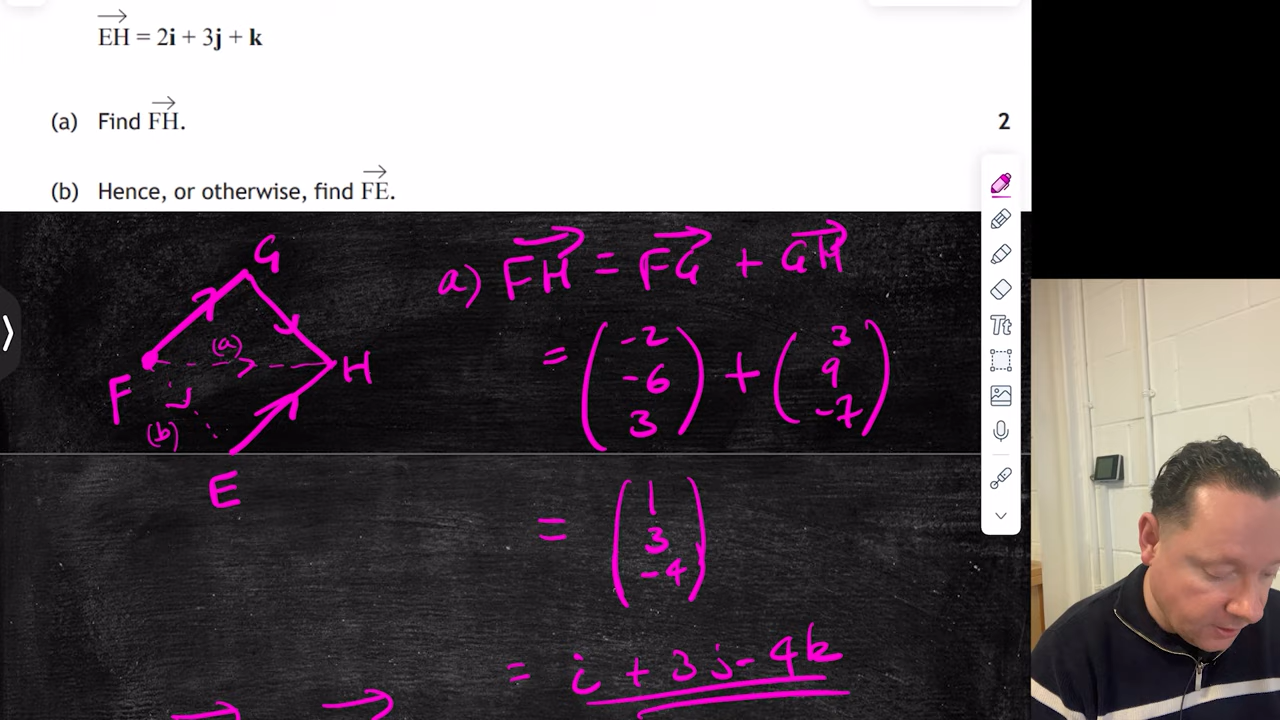 EH = 2i + 3j + k
(a) Find FH. 2
(b) Hence, or otherwise, find FE.
G
F
H
E
(a)
(b)
a) FH = FG + GH
= (-2 -6 3) + (3 9 -7)
= (1 3 -4)
= i + 3j - 4k
Tt